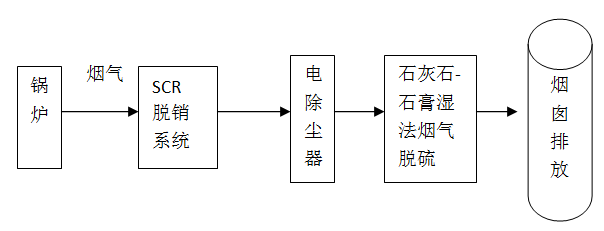 锅
炉
烟气
SCR
脱销
系统
电
除
尘
器
石灰石-
石膏湿
法烟气
脱硫
烟
囱
排
放